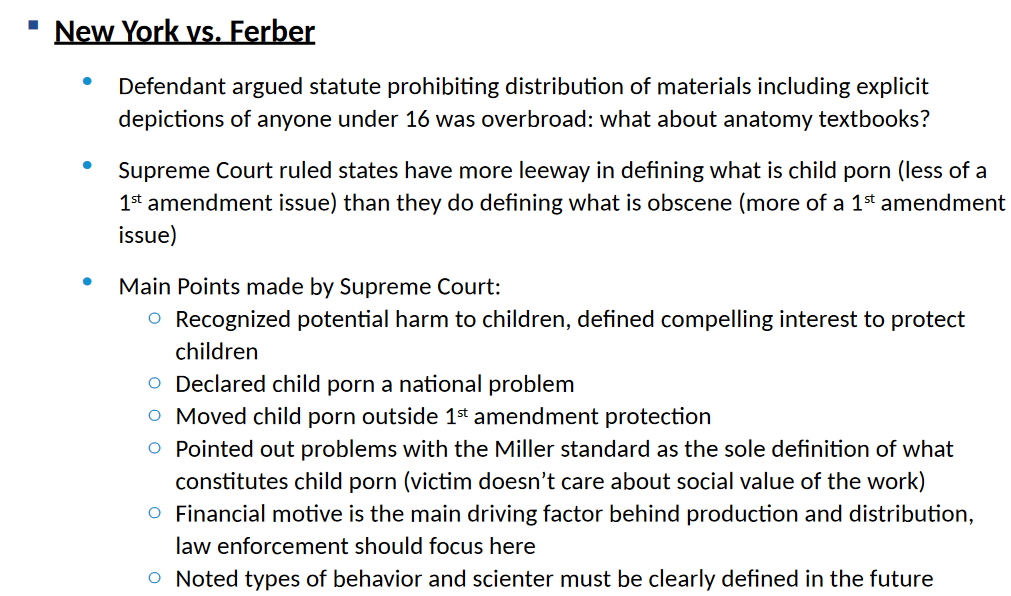 New York vs. Ferber
Defendant argued statute prohibiting distribution of materials including explicit
depictions of anyone under 16 was overbroad: what about anatomy textbooks?
Supreme Court ruled states have more leeway in defining what is child porn (less of a
1st amendment issue) than they do defining what is obscene (more of a 1st amendment
issue)
Main Points made by Supreme Court:
Recognized potential harm to children, defined compelling interest to protect
children
Declared child porn a national problem
Moved child porn outside 1st amendment protection
Pointed out problems with the Miller standard as the sole definition of what
constitutes child porn (victim doesn’t care about social value of the work)
Financial motive is the main driving factor behind production and distribution,
law enforcement should focus here
Noted types of behavior and scienter must be clearly defined in the future